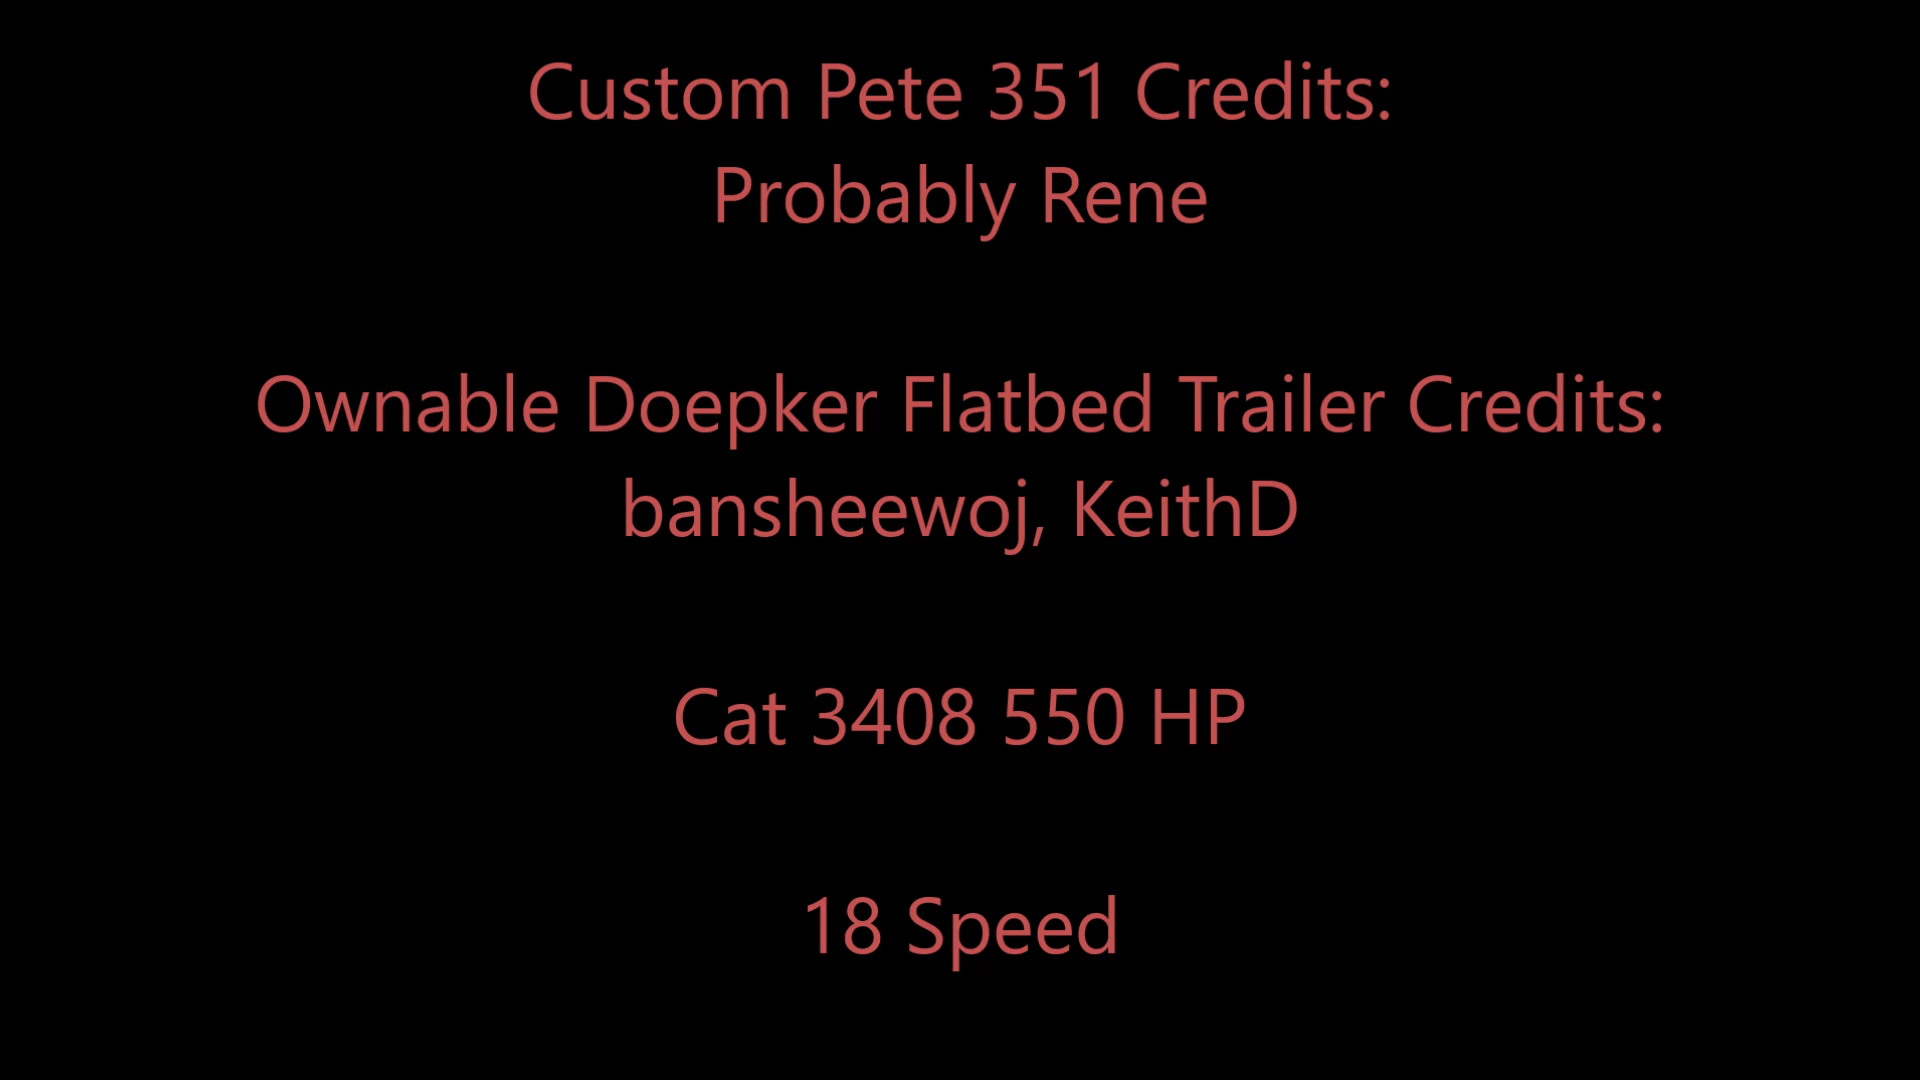 Custom Pete 351 Credits:
Probably Rene
Ownable Doepker Flatbed Trailer Credits:
bansheewoj, KeithD
Cat 3408 550 HP
18 Speed